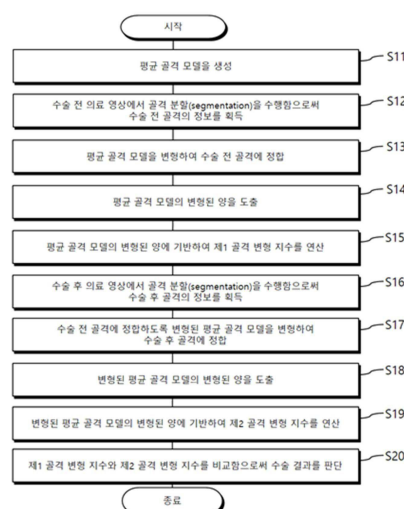 시작
평균 골격 모델을 생성
S11
수술 전 의료 영상에서 골격 분할(segmentation)을 수행함으로써
수술 전 골격의 정보를 획득
S12
평균 골격 모델을 변형하여 수술 전 골격에 정합
S13
평균 골격 모델의 변형된 양을 도출
S14
평균 골격 모델의 변형된 양에 기반하여 제1 골격 변형 지수를 연산
S15
수술 후 의료 영상에서 골격 분할(segmentation)을 수행함으로써
수술 후 골격의 정보를 획득
S16
수술 전 골격에 정합하도록 변형된 평균 골격 모델을 변형하여
수술 후 골격에 정합
S17
변형된 평균 골격 모델의 변형된 양을 도출
S18
변형된 평균 골격 모델의 변형된 양에 기반하여 제2 골격 변형 지수를 연산
S19
제1 골격 변형 지수와 제2 골격 변형 지수를 비교함으로써 수술 결과를 판단
S20
종료